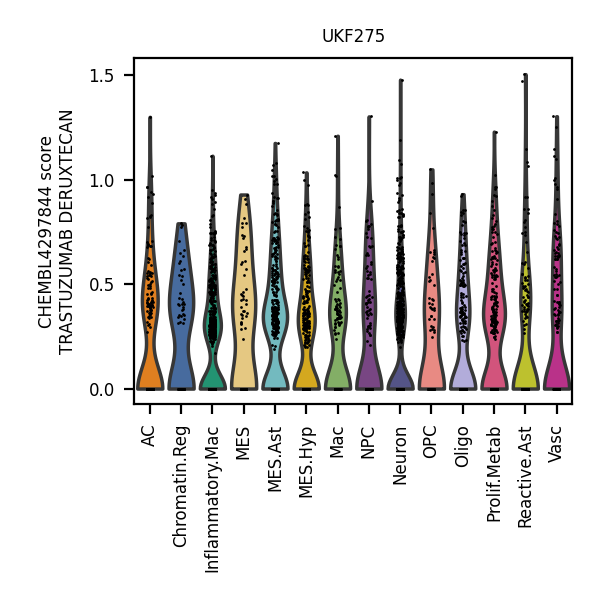 UKF275
CHEMBL4297844 score
TRASTUZUMAB DERUXTECAN
1.5
1.0
0.5
0.0
AC
Chromatin.Reg
Inflammatory.Mac
MES
MES.Ast
MES.Hyp
Mac
NPC
Neuron
OPC
Oligo
Prolif.Metab
Reactive.Ast
Vasc